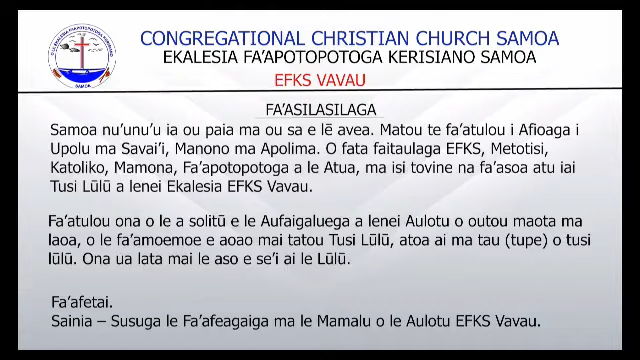 CONGREGATIONAL CHRISTIAN CHURCH SAMOA
EKALESIA FA'APOTOPOTOGA KERISIANO SAMOA
EFKS VAVAU
FA'ASILASILAGA
Samoa nu'unu'u ia ou paia ma ou sa e lē avea. Matou te fa'atulou i Afioaga i
Upolu ma Savai'i, Manono ma Apolima. O fata faitaulaga EFKS, Metotisi,
Katoliko, Mamona, Fa'apotopotoga a le Atua, ma isi tovine na fa'asoa atu iai
Tusi Lūlū a lenei Ekalesia EFKS Vavau.
Fa'atulou ona o le a solitū e le Aufaigaluega a lenei Aulotu o outou maota ma
laoa, o le fa'amoemoe e aoao mai tatou Tusi Lūlū, atoa ai ma tau (tupe) o tusi
lūlū. Ona ua lata mai le aso e se'i ai le Lūlū.
Fa'afetai.
Sainia – Susuga le Fa'afeagaiga ma le Mamalu o le Aulotu EFKS Vavau.